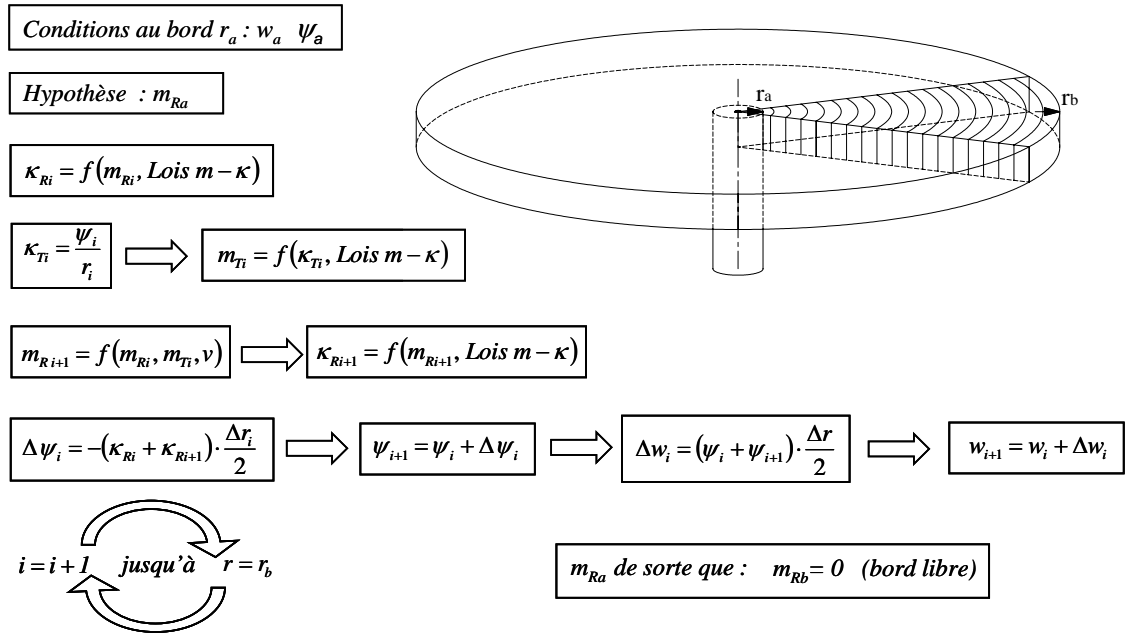 Conditions au bord r_a : w_a ψ_a
Hypothèse : m_Ra
r_a
r_b
κ_Ri = f(m_Ri, Lois m − κ)
κ_Ti = ψ_i / r_i
m_Ti = f(κ_Ti, Lois m − κ)
m_Ri+1 = f(m_Ri, m_Ti, v)
κ_Ri+1 = f(m_Ri+1, Lois m − κ)
Δψ_i = −(κ_Ri + κ_Ri+1) · Δr_i / 2
ψ_i+1 = ψ_i + Δψ_i
Δw_i = (ψ_i + ψ_i+1) · Δr / 2
w_i+1 = w_i + Δw_i
i = i + 1 jusqu'à r = r_b
m_Ra de sorte que : m_Rb = 0 (bord libre)